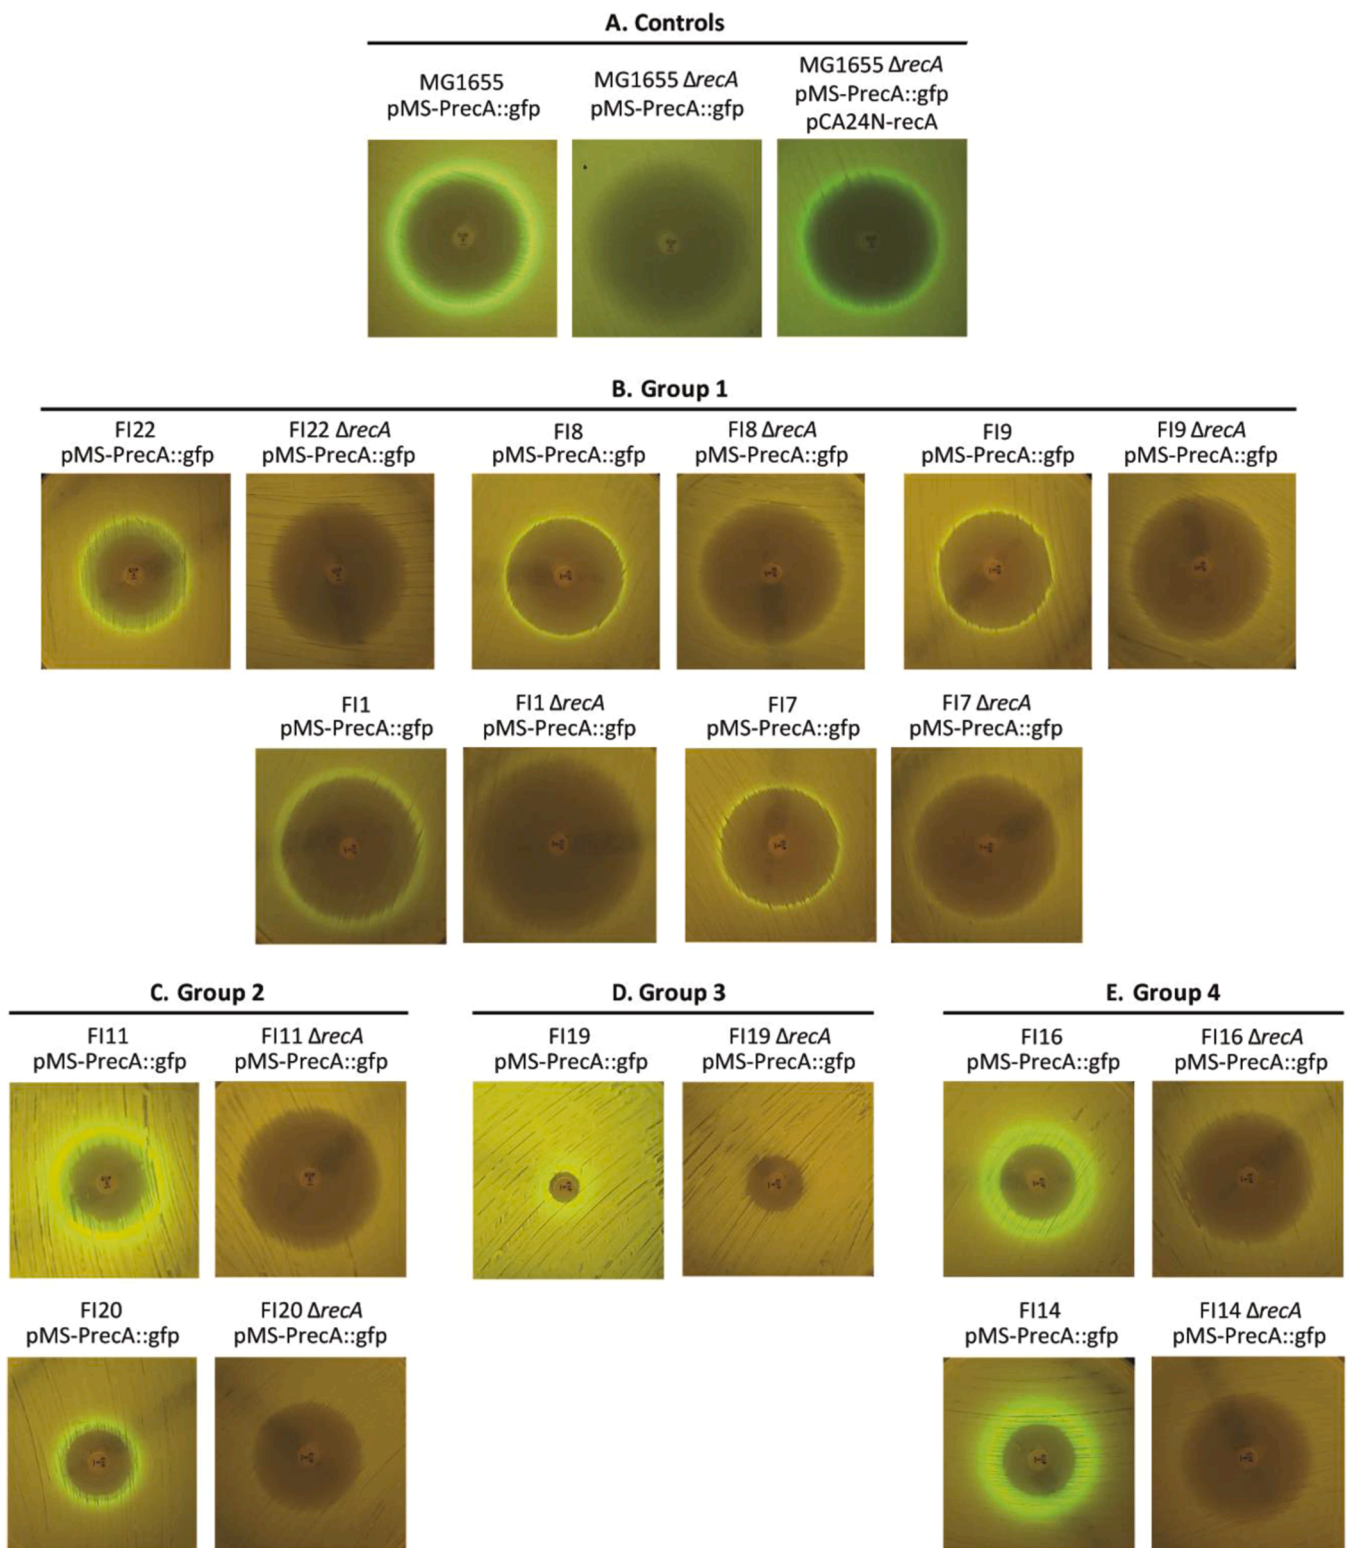 A. Controls
MG1655
pMS-PrecA::gfp
MG1655 ΔrecA
pMS-PrecA::gfp
MG1655 ΔrecA
pMS-PrecA::gfp
pCA24N-recA
B. Group 1
FI22
pMS-PrecA::gfp
FI22 ΔrecA
pMS-PrecA::gfp
FI8
pMS-PrecA::gfp
FI8 ΔrecA
pMS-PrecA::gfp
FI9
pMS-PrecA::gfp
FI9 ΔrecA
pMS-PrecA::gfp
FI1
pMS-PrecA::gfp
FI1 ΔrecA
pMS-PrecA::gfp
FI7
pMS-PrecA::gfp
FI7 ΔrecA
pMS-PrecA::gfp
C. Group 2
FI11
pMS-PrecA::gfp
FI11 ΔrecA
pMS-PrecA::gfp
FI20
pMS-PrecA::gfp
FI20 ΔrecA
pMS-PrecA::gfp
D. Group 3
FI19
pMS-PrecA::gfp
FI19 ΔrecA
pMS-PrecA::gfp
E. Group 4
FI16
pMS-PrecA::gfp
FI16 ΔrecA
pMS-PrecA::gfp
FI14
pMS-PrecA::gfp
FI14 ΔrecA
pMS-PrecA::gfp